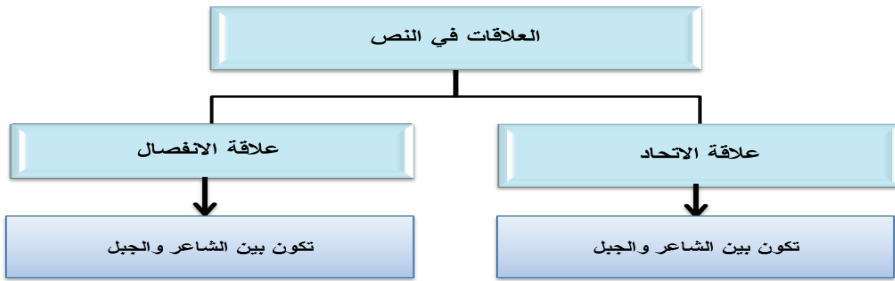 العلاقات في النص
علاقة الاتحاد
علاقة الانفصال
تكون بين الشاعر والجبل
تكون بين الشاعر والجبل